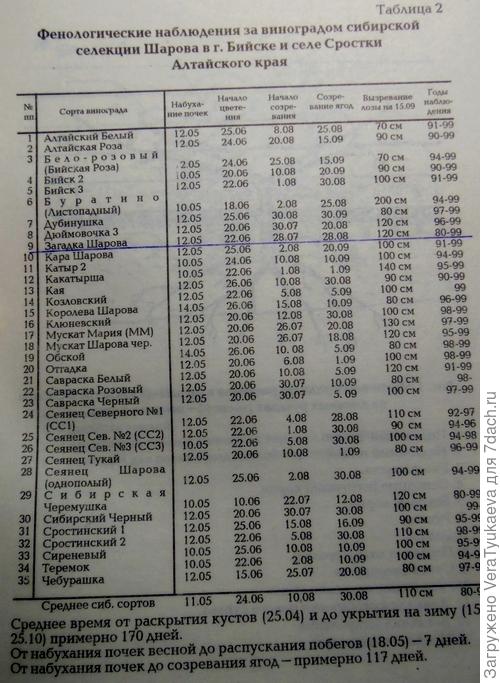 Таблица 2
Фенологические наблюдения за виноградом сибирской
селекции Шарова в г. Бийске и селе Сростки
Алтайского края
№ пп. Сорта винограда Набухание почек Начало цветения Начало созревания Созревание ягод Вызревание лозы на 15.09 Годы наблюдения
1 Алтайский Белый 12.05 25.06 8.08 25.08 70 см 91-99
2 Алтайская Роза 12.05 24.06 20.08 15.09 90 см 90-99
3 Бело-розовый
(Бийская Роза) 12.05 24.06 25.08 15.09 70 см 94-99
4 Бийск 2 10.05 20.06 10.08 20.09 90 см 90-99
5 Бийск 3 12.05 22.06 1.08 30.08 100 см 91-99
6 Буратино
(Листопадный) 10.05 18.06 2.08 25.08 200 см 94-99
7 Дубинушка 12.05 25.06 30.08 30.09 80 см 97-99
8 Дюймовочка 3 12.05 20.06 30.07 20.08 120 см 96-99
9 Загадка Шарова 12.05 22.06 28.07 28.08 120 см 80-99
10 Кара Шарова 12.05 25.06 2.08 20.09 100 см 91-99
11 Катыр 2 10.05 24.06 10.08 10.09 100 см 94-99
12 Какатырша 10.05 22.06 1.08 1.09 140 см 95-99
13 Кая 12.05 26.06 10.08 30.08 90 см 90-99
14 Козловский 12.05 22.06 5.08 5.09 100 см
15 Королева Шарова 14.05 26.06 15.08 10.09 80 см 96-99
16 Клюневский 12.05 20.06 12.08 30.08 100 см 98-99
17 Мускат Мария (ММ) 12.05 20.06 26.07 20.08 130 см 97-99
18 Мускат Шарова чер. 12.05 20.06 26.07 18.08 120 см 95-99
19 Обской 14.05 26.06 10.08 5.09 80 см 98-99
20 Отгадка 12.05 20.06 6.08 1.09 100 см 98-99
21 Савраска Белый 12.05 20.06 10.08 5.09 120 см 91-99
22 Савраска Розовый 12.05 20.06 30.07 10.09 80 см 98-
23 Савраска Черный 12.05 20.06 30.07 5.09 100 см 97-99
24 Сеянец Северного №1
(СС1) 12.05 22.06 4.08 28.08 110 см 92-97
25 Сеянец Сев. №2 (СС2) 12.05 22.06 1.08 30.08 90 см 94-96
26 Сеянец Сев. №3 (СС3) 10.05 22.06 5.08 30.08 100 см 94-98
27 Сеянец Тукай 12.05 20.06 10.08 1.09 80 см 96-99
28 Сеянец Шарова
(однополый) 12.05 25.06 2.08 30.08 100 см 94-99
29 Сибирская
Черемушка 10.05 10.06 22.07 12.08 120 см 80-99
30 Сибирский Черный 12.05 20.06 30.07 30.08 100 см 99
31 Сростинский 1 12.05 25.06 15.08 16.09 90 см 95-99
32 Сростинский 2 12.05 22.06 5.08 30.08 110 см 98-99
33 Сиреневый 10.05 25.06 10.08 10.09 100 см 95-9
34 Теремок 10.05 22.06 2.08 10.09 100 см 94-9
35 Чебурашка 12.05 15.06 25.07 20.08 80 см 97-9
Среднее сиб. сортов 11.05 24.06 10.08 30.08 110 см 80-
Среднее время от раскрытия кустов (25.04) и до укрытия на зиму (15
25.10) примерно 170 дней.
От набухания почек весной до распускания побегов (18.05) – 7 дней.
От набухания почек до созревания ягод – примерно 117 дней.
Загружено VeraTyukaeva для 7dach.ru